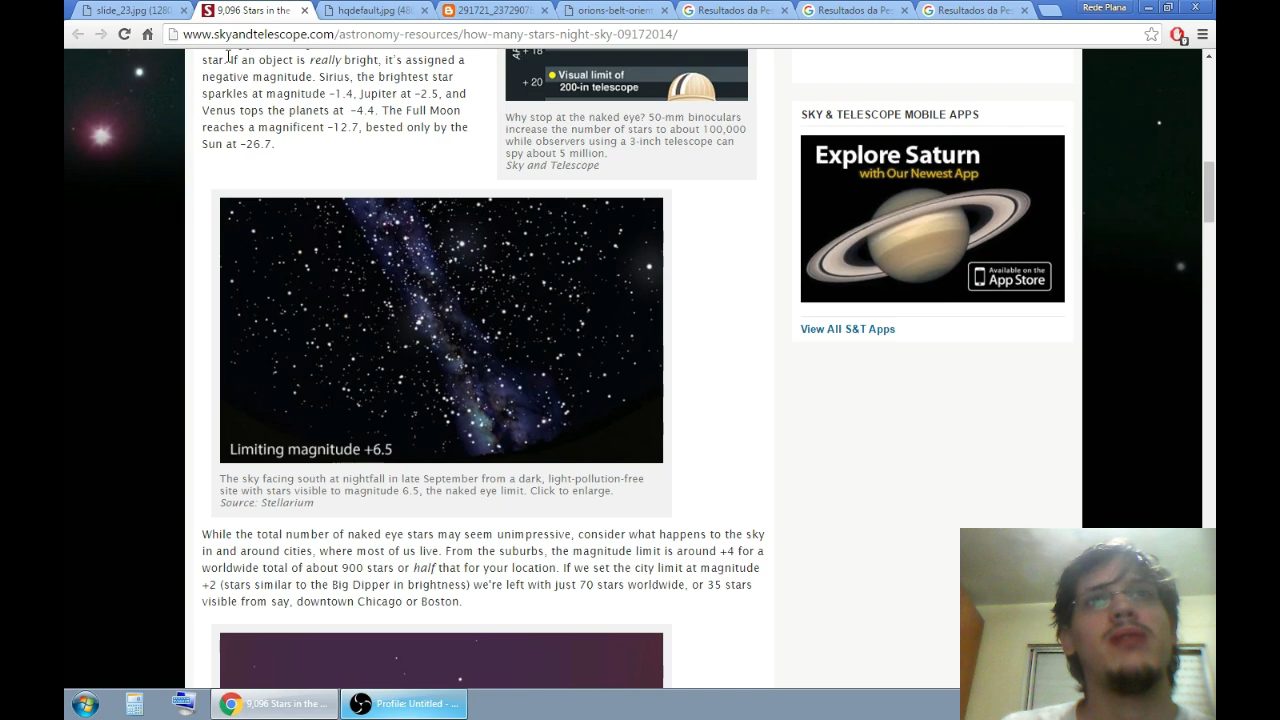 slide_23.jpg (1280
9,096 Stars in the
hqdefault.jpg (48
291721_2372907
orions-belt-orient
Resultados da Pes
Resultados da Pes
Resultados da Pes
Rede Plana
www.skyandtelescope.com/astronomy-resources/how-many-stars-night-sky-09172014/
star. If an object is really bright, it's assigned a
negative magnitude. Sirius, the brightest star
sparkles at magnitude –1.4, Jupiter at –2.5, and
Venus tops the planets at –4.4. The Full Moon
reaches a magnificent –12.7, bested only by the
Sun at –26.7.
+ 18
+ 20
Visual limit of
200-in telescope
Why stop at the naked eye? 50-mm binoculars
increase the number of stars to about 100,000
while observers using a 3-inch telescope can
spy about 5 million.
Sky and Telescope
SKY & TELESCOPE MOBILE APPS
Explore Saturn
with Our Newest App
Available on the
App Store
View All S&T Apps
Limiting magnitude +6.5
The sky facing south at nightfall in late September from a dark, light-pollution-free
site with stars visible to magnitude 6.5, the naked eye limit. Click to enlarge.
Source: Stellarium
While the total number of naked eye stars may seem unimpressive, consider what happens to the sky
in and around cities, where most of us live. From the suburbs, the magnitude limit is around +4 for a
worldwide total of about 900 stars or half that for your location. If we set the city limit at magnitude
+2 (stars similar to the Big Dipper in brightness) we're left with just 70 stars worldwide, or 35 stars
visible from say, downtown Chicago or Boston.
9,096 Stars in the ...
Profile: Untitled - ...